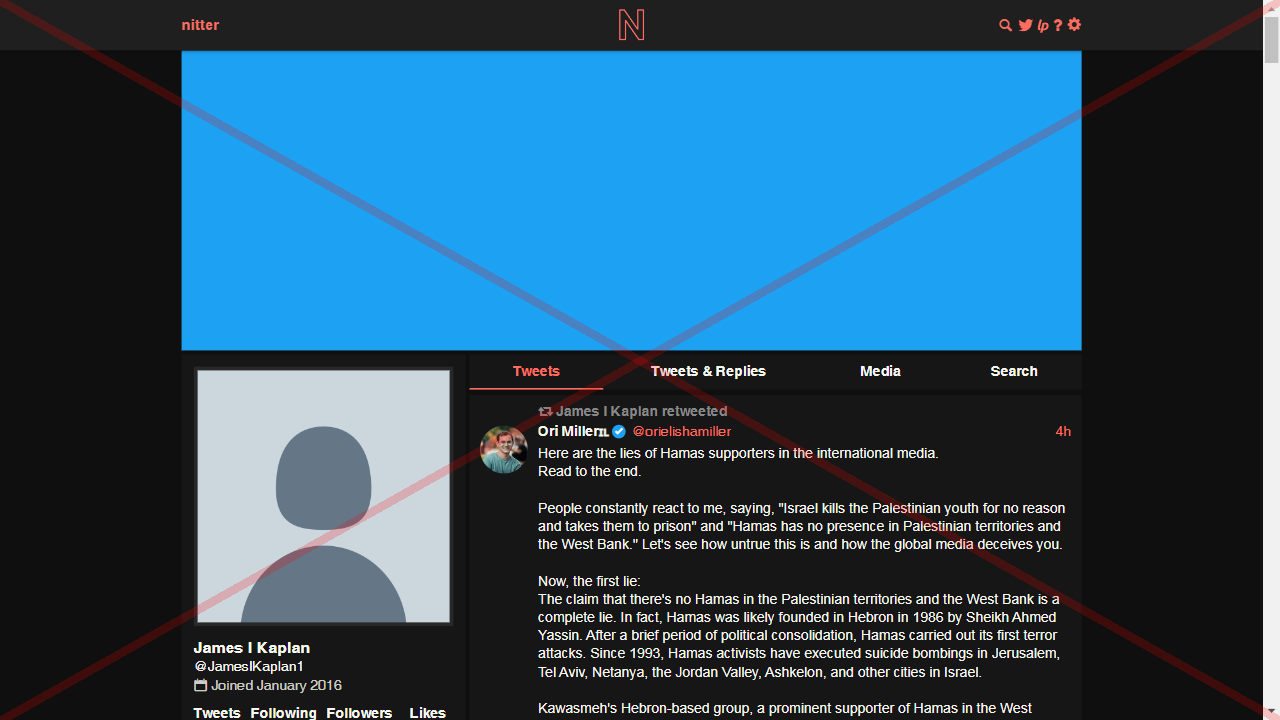 nitter
N
lp ?
Tweets
Tweets & Replies
Media
Search
James I Kaplan retweeted
Ori Miller @orielishamiller 4h
Here are the lies of Hamas supporters in the international media.
Read to the end.
People constantly react to me, saying, "Israel kills the Palestinian youth for no reason
and takes them to prison" and "Hamas has no presence in Palestinian territories and
the West Bank." Let's see how untrue this is and how the global media deceives you.
Now, the first lie:
The claim that there's no Hamas in the Palestinian territories and the West Bank is a
complete lie. In fact, Hamas was likely founded in Hebron in 1986 by Sheikh Ahmed
Yassin. After a brief period of political consolidation, Hamas carried out its first terror
attacks. Since 1993, Hamas activists have executed suicide bombings in Jerusalem,
Tel Aviv, Netanya, the Jordan Valley, Ashkelon, and other cities in Israel.
Kawasmeh's Hebron-based group, a prominent supporter of Hamas in the West
James I Kaplan
@JamesIKaplan1
Joined January 2016
Tweets Following Followers Likes